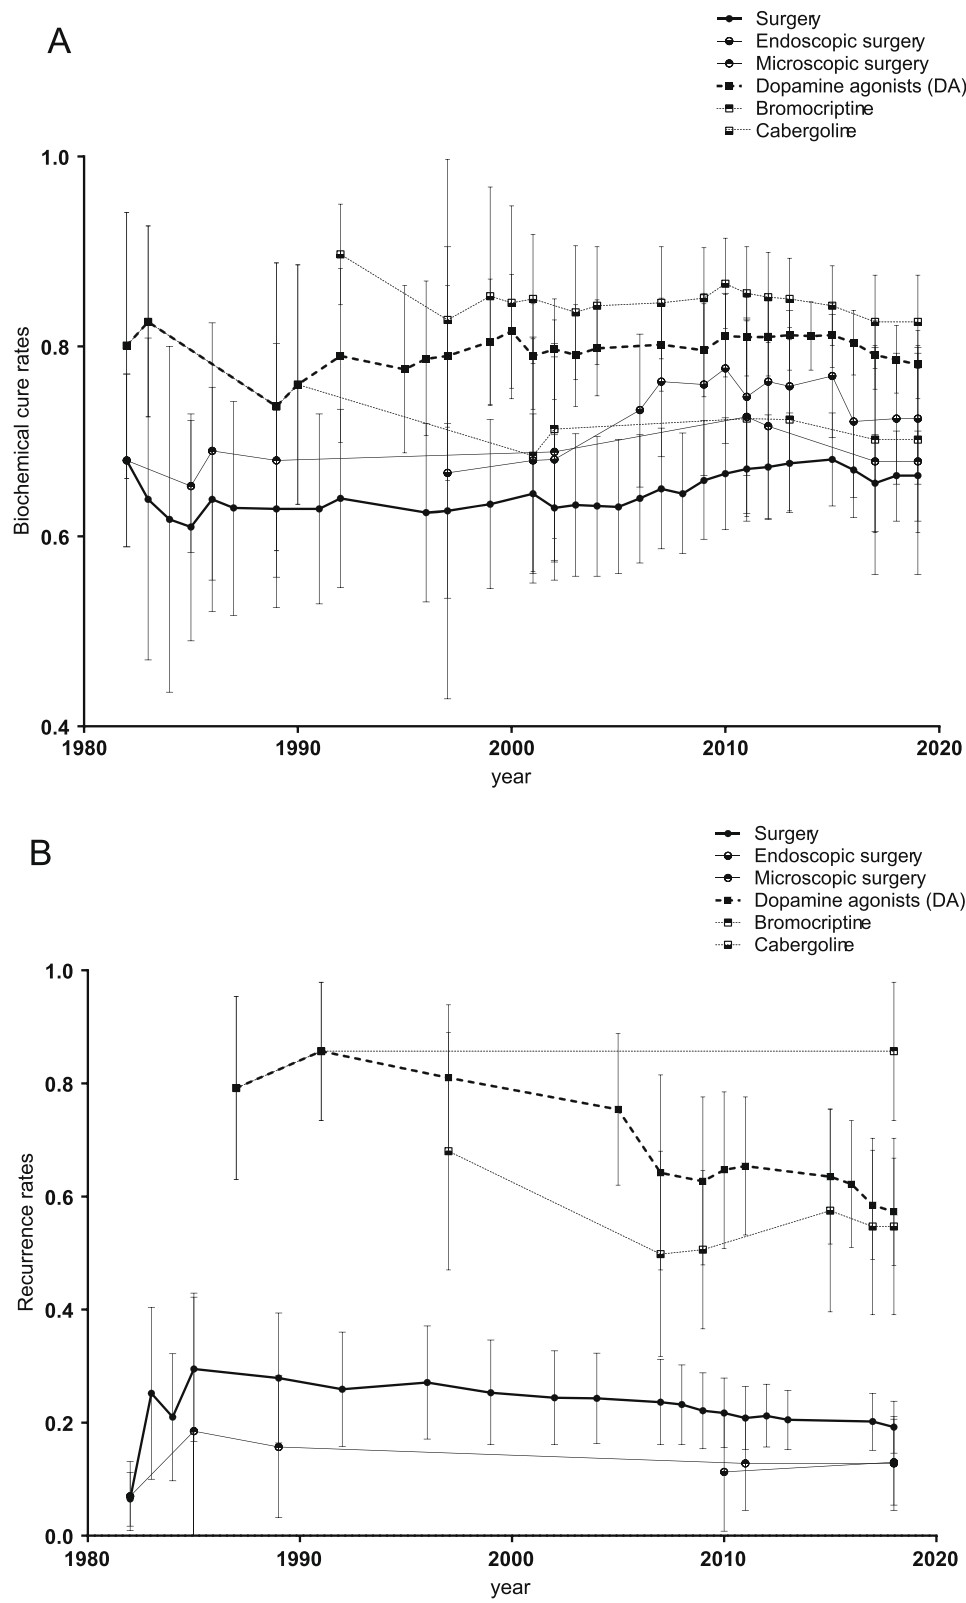 A
Surgery
Endoscopic surgery
Microscopic surgery
Dopamine agonists (DA)
Bromocriptine
Cabergoline
1.0
0.8
0.6
0.4
Biochemical cure rates
1980
1990
2000
2010
2020
year
B
Surgery
Endoscopic surgery
Microscopic surgery
Dopamine agonists (DA)
Bromocriptine
Cabergoline
1.0
0.8
0.6
0.4
0.2
0.0
Recurrence rates
1980
1990
2000
2010
2020
year